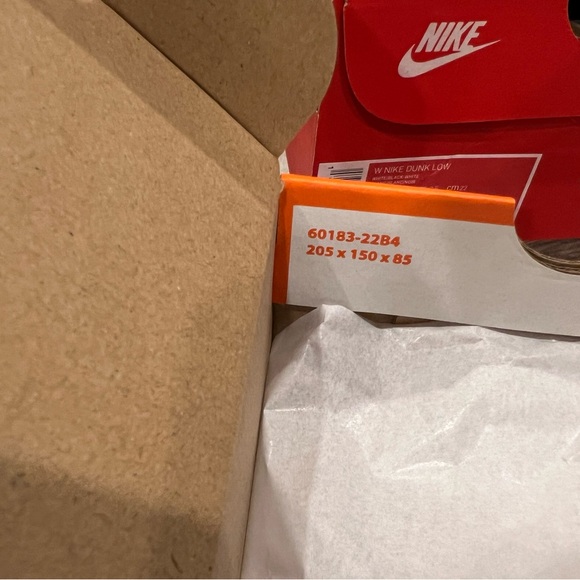 NIKE
W NIKE DUNK LOW
60183-22B4
205 x 150 x 85